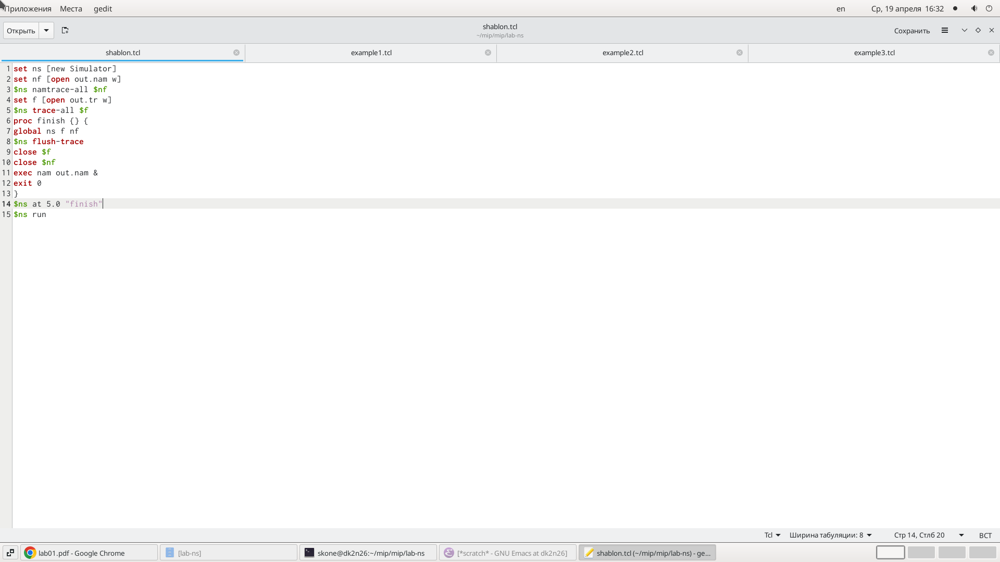 Приложения Места gedit en Ср, 19 апреля 16:32
Открыть shablon.tcl Сохранить
~/mip/mip/lab-ns
shablon.tcl example1.tcl example2.tcl example3.tcl
1 set ns [new Simulator]
2 set nf [open out.nam w]
3 $ns namtrace-all $nf
4 set f [open out.tr w]
5 $ns trace-all $f
6 proc finish {} {
7 global ns f nf
8 $ns flush-trace
9 close $f
10 close $nf
11 exec nam out.nam &
12 exit 0
13 }
14 $ns at 5.0 "finish"
15 $ns run
Tcl Ширина табуляции: 8 Стр 14, Стлб 20 ВСТ
lab01.pdf - Google Chrome [lab-ns] skone@dk2n26:~/mip/mip/lab-ns [*scratch* - GNU Emacs at dk2n26] shablon.tcl (~/mip/mip/lab-ns) - ge...